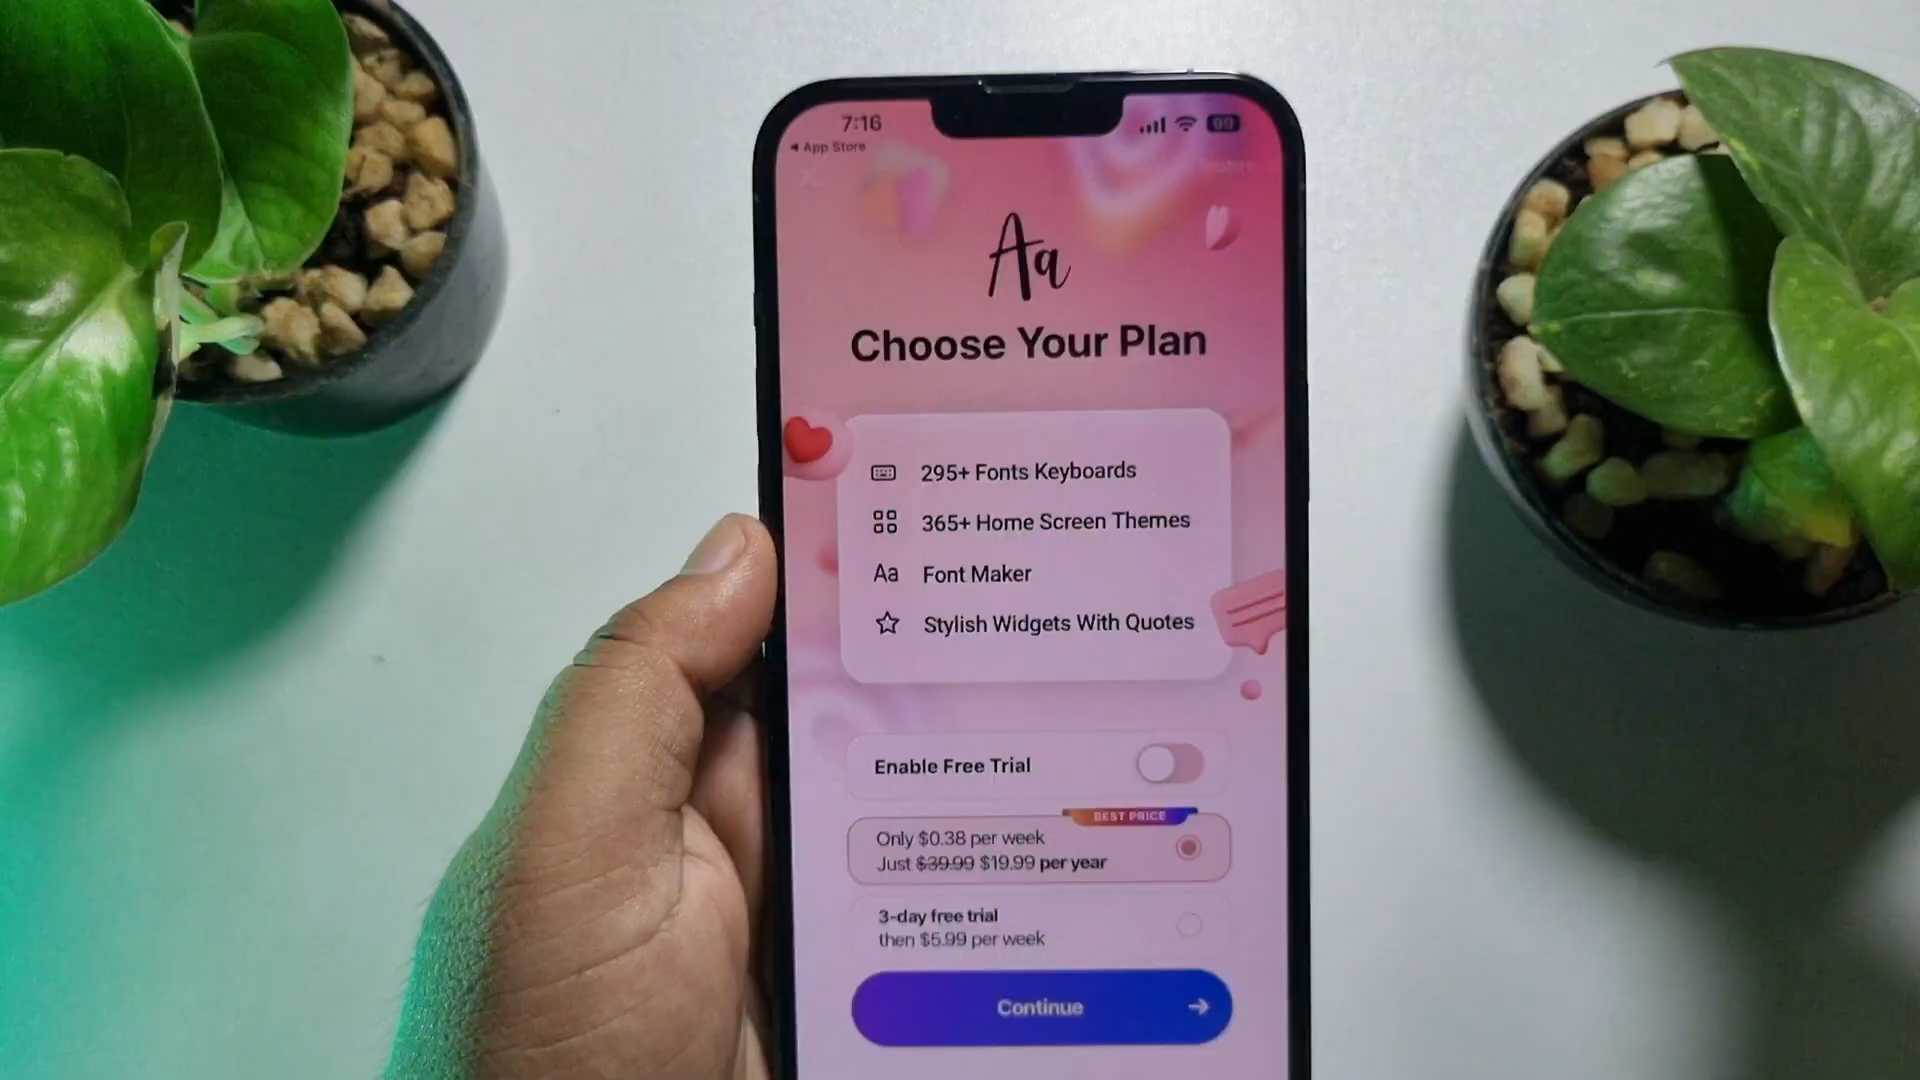 7:16
99
◂ App Store
Aa
Choose Your Plan
295+ Fonts Keyboards
365+ Home Screen Themes
Aa Font Maker
Stylish Widgets With Quotes
Enable Free Trial
BEST PRICE
Only $0.38 per week
Just $39.99 $19.99 per year
3-day free trial
then $5.99 per week
Continue →